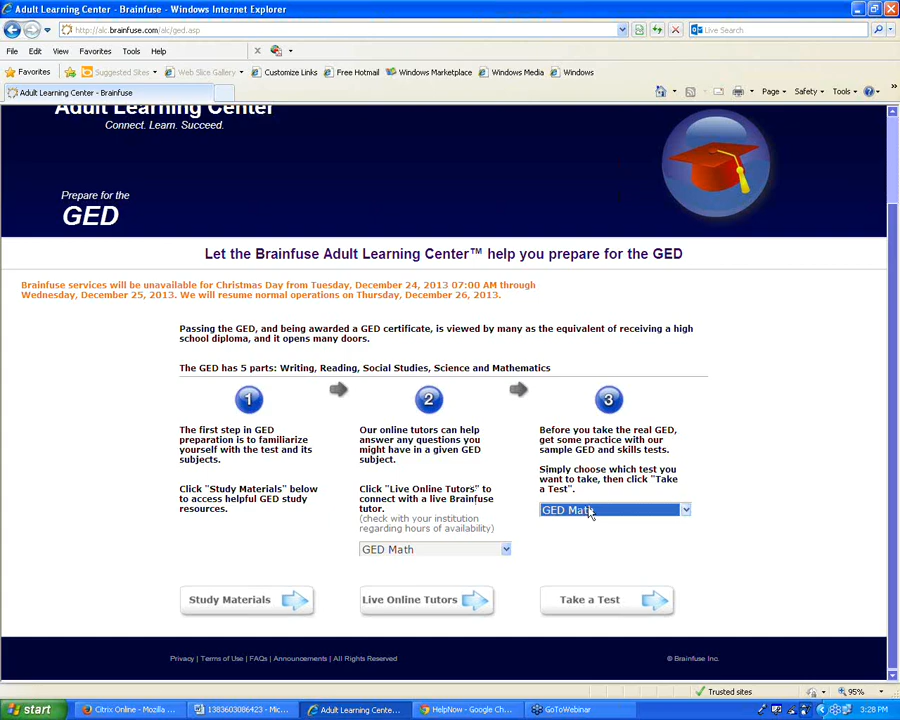 Adult Learning Center - Brainfuse - Windows Internet Explorer
http://alc.brainfuse.com/alc/ged.asp
Live Search
File Edit View Favorites Tools Help
Favorites Suggested Sites Web Slice Gallery Customize Links Free Hotmail Windows Marketplace Windows Media Windows
Adult Learning Center - Brainfuse
Page Safety Tools
Adult Learning Center
Connect. Learn. Succeed.
Prepare for the
GED
Let the Brainfuse Adult Learning Center™ help you prepare for the GED
Brainfuse services will be unavailable for Christmas Day from Tuesday, December 24, 2013 07:00 AM through
Wednesday, December 25, 2013. We will resume normal operations on Thursday, December 26, 2013.
Passing the GED, and being awarded a GED certificate, is viewed by many as the equivalent of receiving a high
school diploma, and it opens many doors.
The GED has 5 parts: Writing, Reading, Social Studies, Science and Mathematics
1
The first step in GED
preparation is to familiarize
yourself with the test and its
subjects.
Click "Study Materials" below
to access helpful GED study
resources.
Study Materials
2
Our online tutors can help
answer any questions you
might have in a given GED
subject.
Click "Live Online Tutors" to
connect with a live Brainfuse
tutor.
(check with your institution
regarding hours of availability)
GED Math
Live Online Tutors
3
Before you take the real GED,
get some practice with our
sample GED and skills tests.
Simply choose which test you
want to take, then click "Take
a Test".
GED Math
Take a Test
Privacy | Terms of Use | FAQs | Announcements | All Rights Reserved
© Brainfuse Inc.
Trusted sites
95%
start
Citrix Online - Mozilla ...
1383603086423 - Mic...
Adult Learning Cente...
HelpNow - Google Ch...
GoToWebinar
3:28 PM